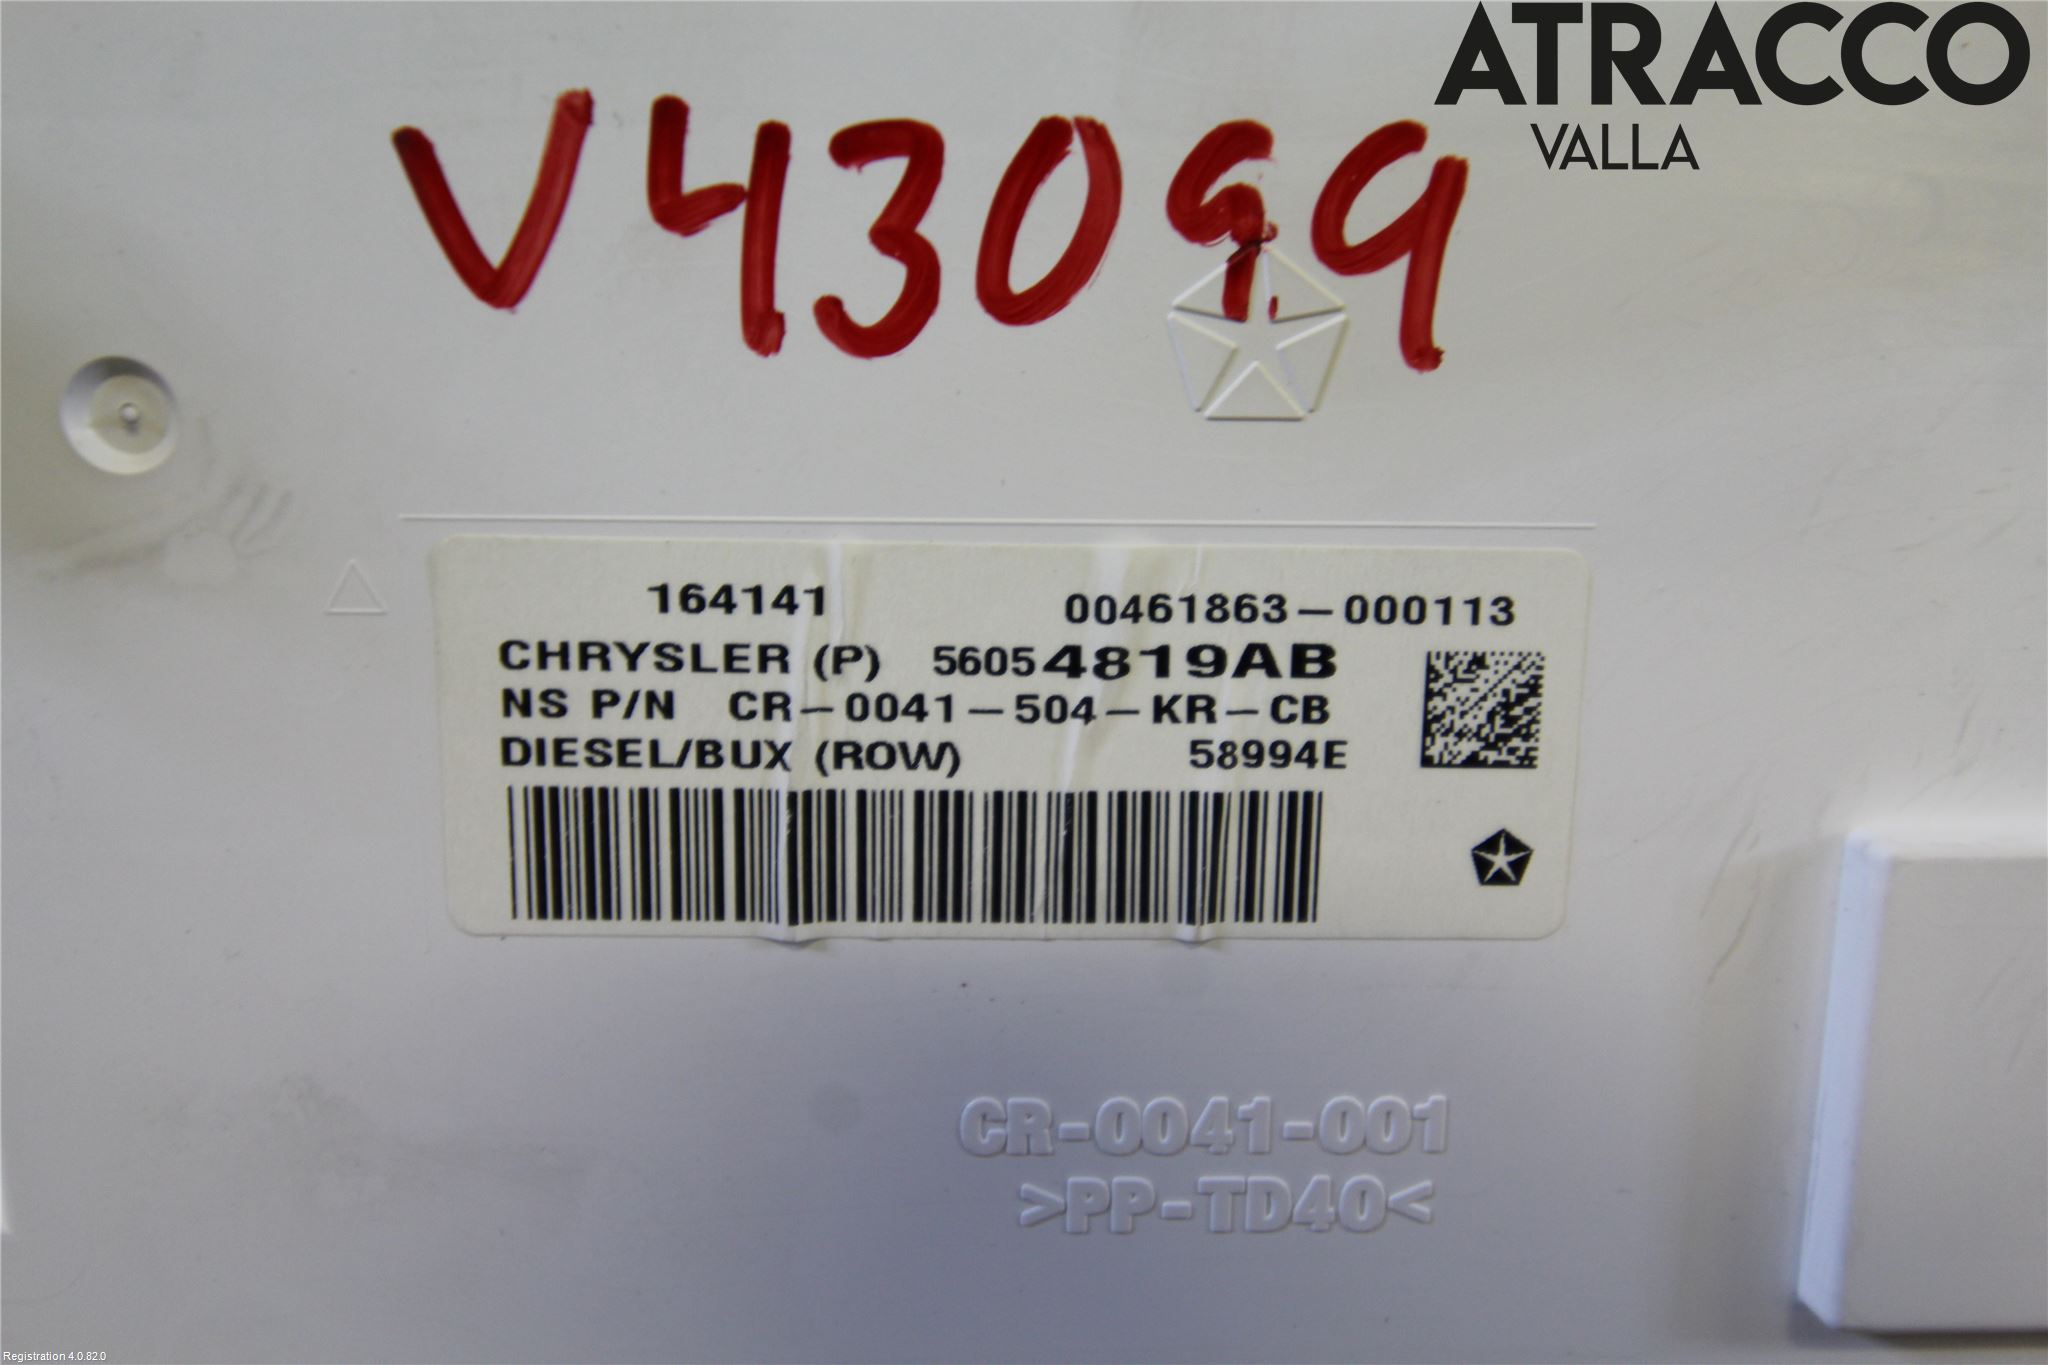 ATRACCO
VALLA
V43099
164141 00461863-000113
CHRYSLER (P) 56054819AB
NS P/N CR-0041-504-KR-CB
DIESEL/BUX (ROW) 58994E
CR-0041-001
>PP-TD40<
Registration 4.0.82.0